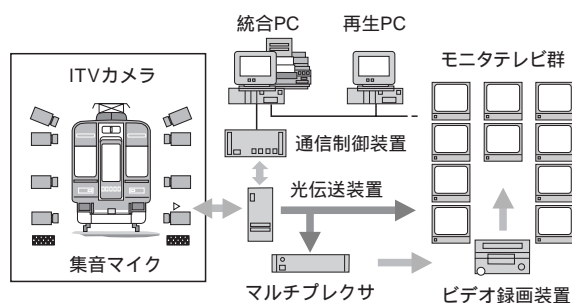 統合PC
再生PC
モニタテレビ群
ITVカメラ
通信制御装置
光伝送装置
集音マイク
マルチプレクサ
ビデオ録画装置